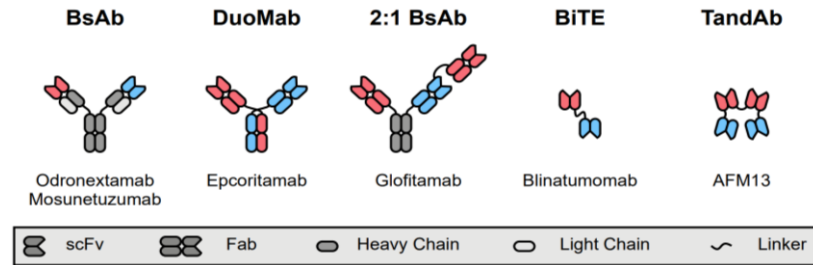 BsAb DuoMab 2:1 BsAb BiTE TandAb
Odronextamab Epcoritamab Glofitamab Blinatumomab AFM13
Mosunetuzumab
scFv Fab Heavy Chain Light Chain Linker